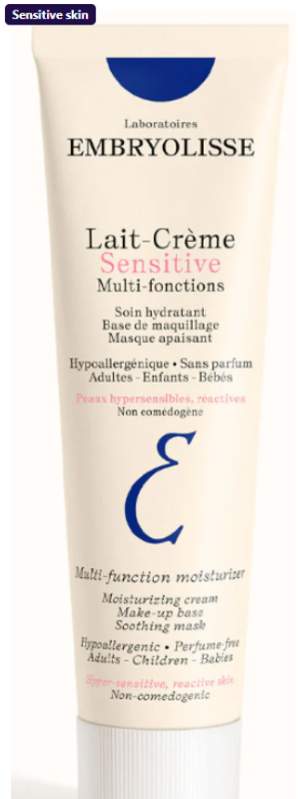 Sensitive skin
Laboratoires
EMBRYOLISSE
Lait-Crème
Sensitive
Multi-fonctions
Soin hydratant
Base de maquillage
Masque apaisant
Hypoallergénique • Sans parfum
Adultes - Enfants - Bébés
Peaux hypersensibles, réactives
Non comédogène
Multi-function moisturizer
Moisturizing cream
Make-up base
Soothing mask
Hypoallergenic • Perfume-free
Adults - Children - Babies
Hyper-sensitive, reactive skin
Non-comedogenic